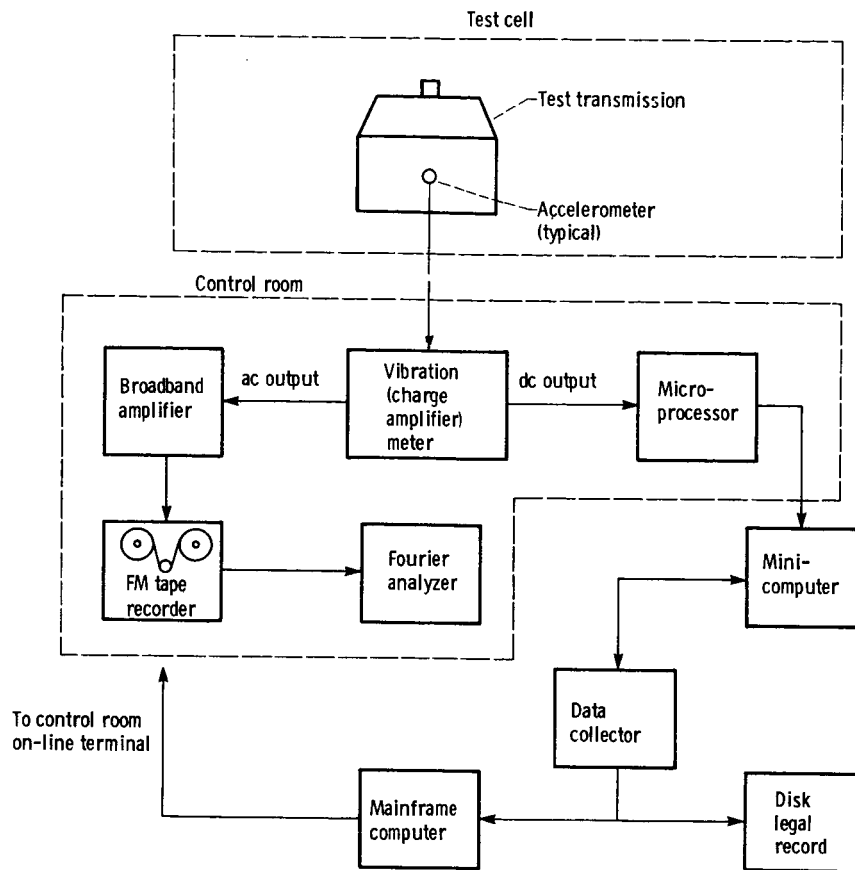 Test cell
Test transmission
Accelerometer
(typical)
Control room
Broadband
amplifier
ac output
Vibration
(charge
amplifier)
meter
dc output
Micro-
processor
FM tape
recorder
Fourier
analyzer
Mini-
computer
To control room
on-line terminal
Data
collector
Mainframe
computer
Disk
legal
record